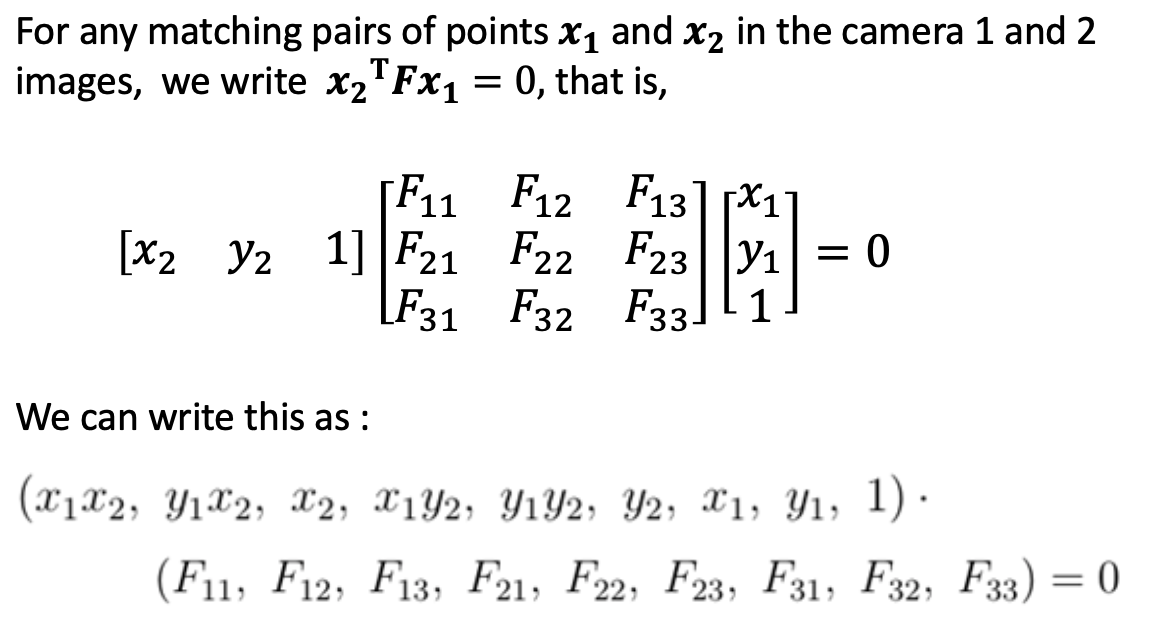 For any matching pairs of points x₁ and x₂ in the camera 1 and 2
images, we write x₂ᵀFx₁ = 0, that is,
[x₂ y₂ 1] [F₁₁ F₁₂ F₁₃; F₂₁ F₂₂ F₂₃; F₃₁ F₃₂ F₃₃] [x₁; y₁; 1] = 0
We can write this as :
(x₁x₂, y₁x₂, x₂, x₁y₂, y₁y₂, y₂, x₁, y₁, 1) ·
(F₁₁, F₁₂, F₁₃, F₂₁, F₂₂, F₂₃, F₃₁, F₃₂, F₃₃) = 0